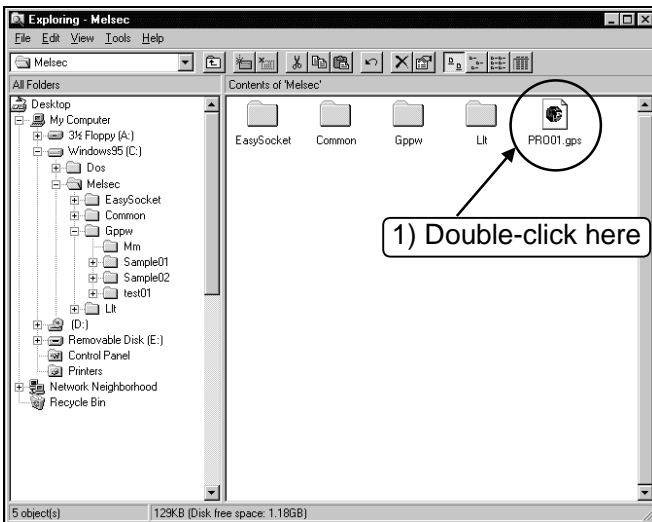 Exploring - Melsec
File Edit View Tools Help
Melsec
All Folders
Contents of 'Melsec'
Desktop
My Computer
3½ Floppy (A:)
Windows95 (C:)
Dos
Melsec
EasySocket
Common
Gppw
Mm
Sample01
Sample02
test01
Llt
(D:)
Removable Disk (E:)
Control Panel
Printers
Network Neighborhood
Recycle Bin
EasySocket Common Gppw Llt PRO01.gps
1) Double-click here
5 object(s) 129KB (Disk free space: 1.18GB)